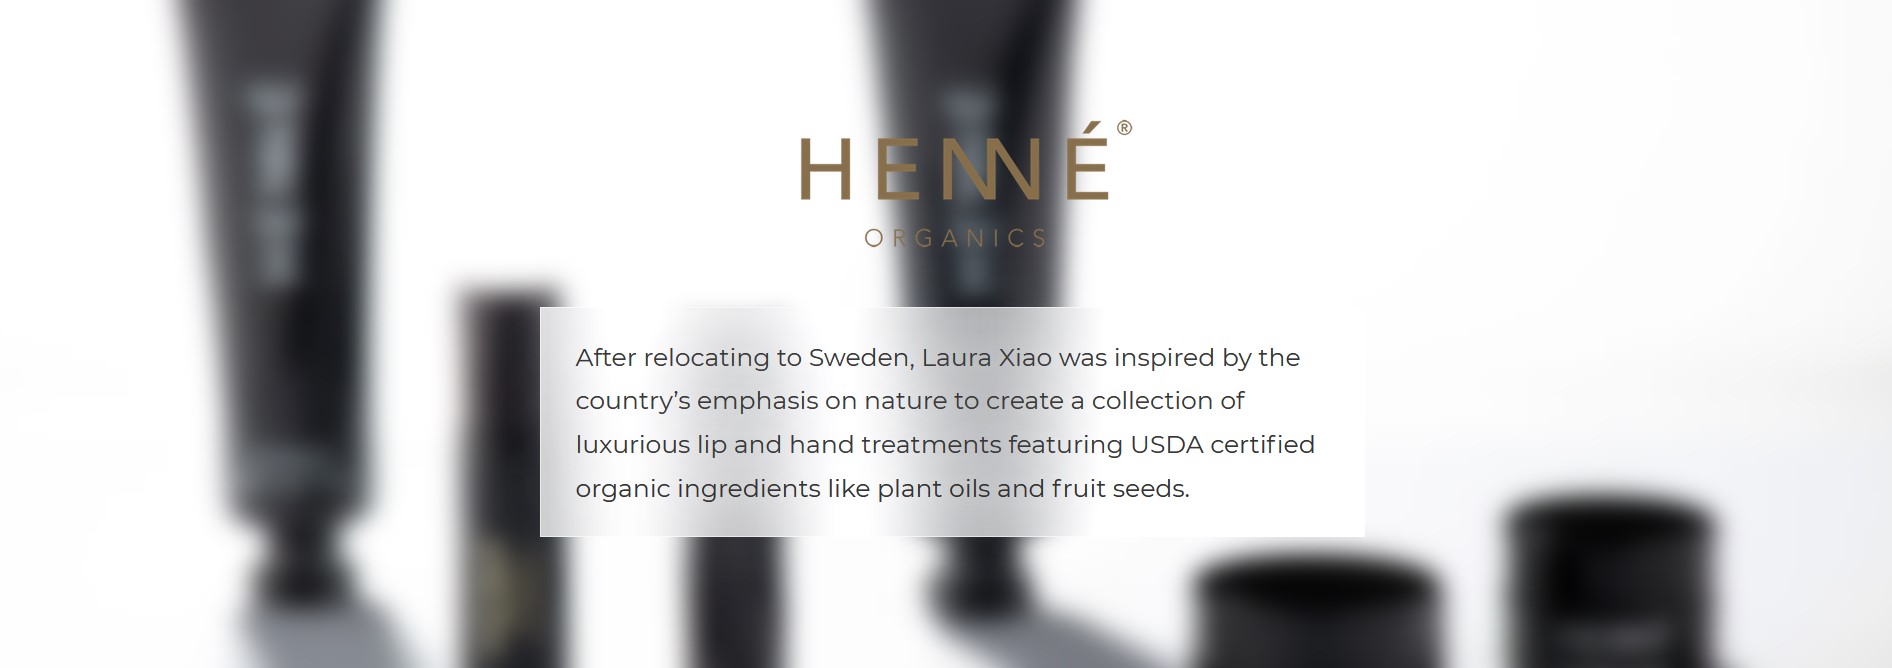 HENNÉ®
ORGANICS
After relocating to Sweden, Laura Xiao was inspired by the
country’s emphasis on nature to create a collection of
luxurious lip and hand treatments featuring USDA certified
organic ingredients like plant oils and fruit seeds.